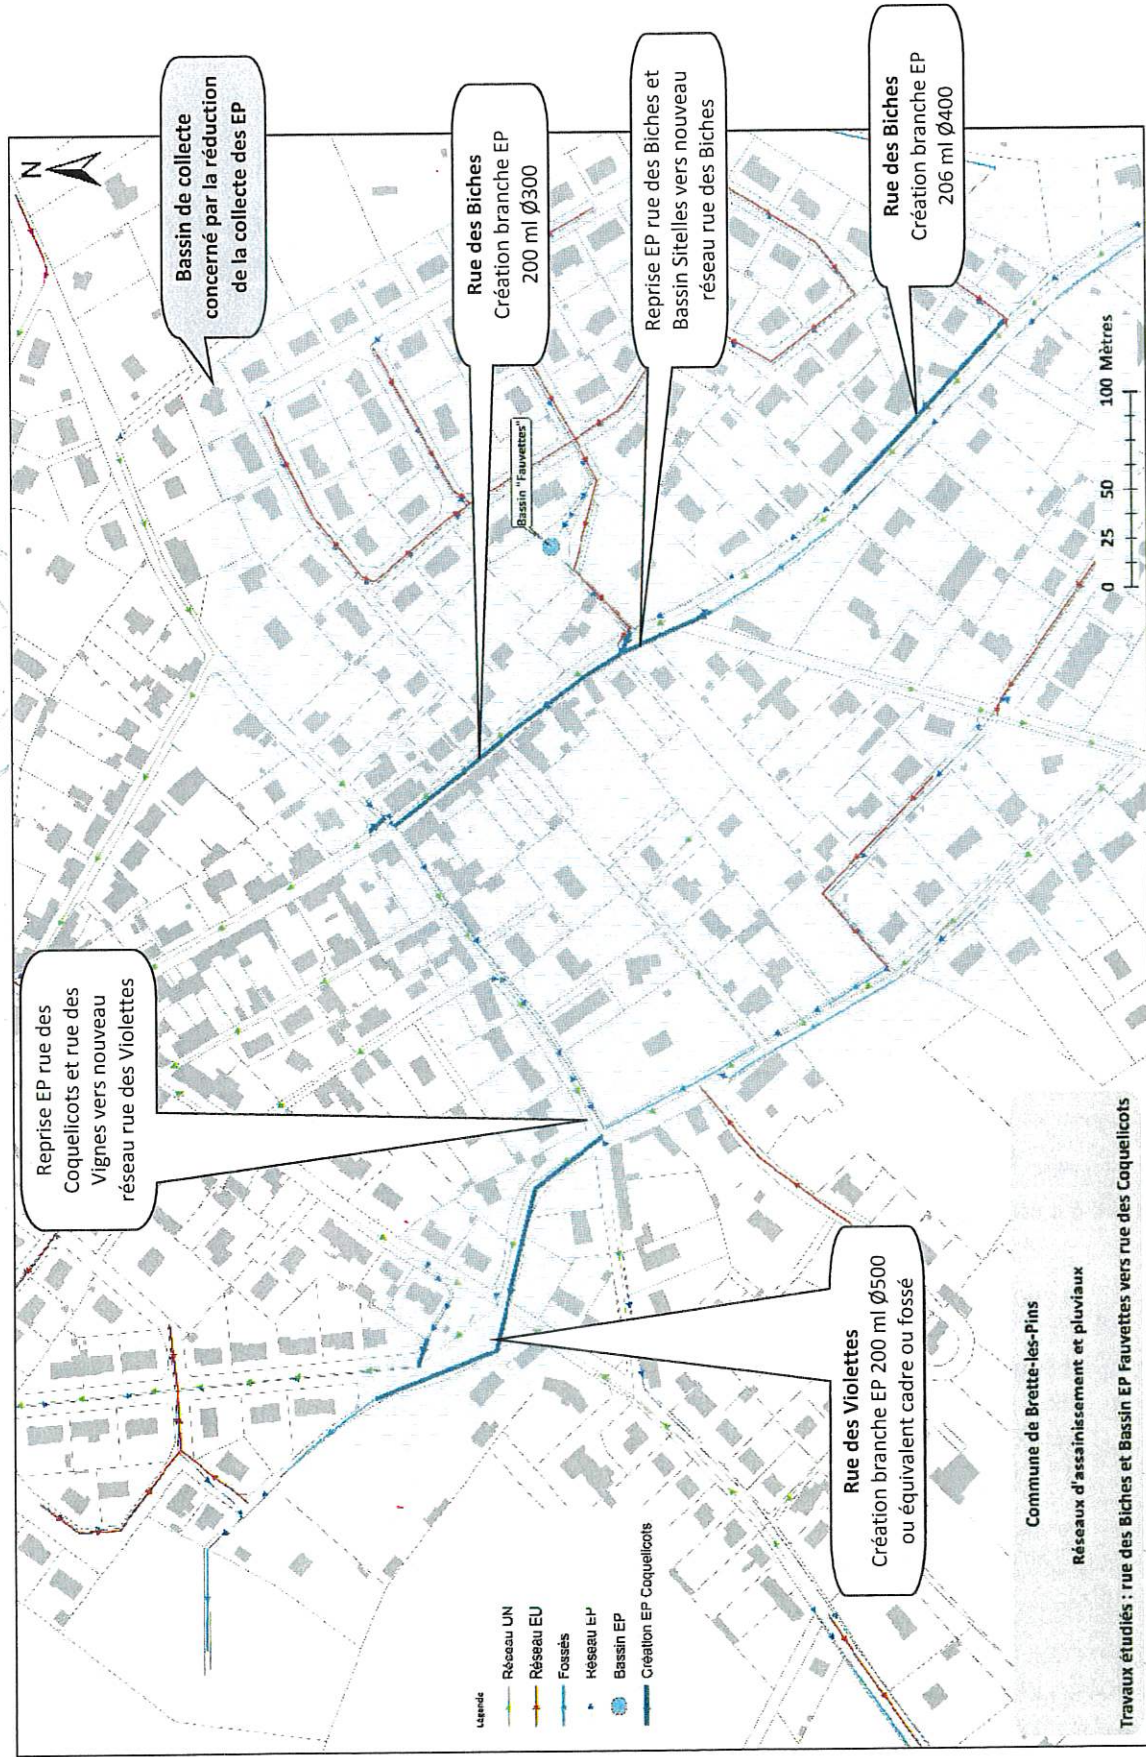 N
Bassin de collecte
concerné par la réduction
de la collecte des EP
Rue des Biches
Création branche EP
200 ml Ø300
Reprise EP rue des Biches et
Bassin Sitelles vers nouveau
réseau rue des Biches
Rue des Biches
Création branche EP
206 ml Ø400
Bassin "Fauvettes"
Reprise EP rue des
Coquelicots et rue des
Vignes vers nouveau
réseau rue des Violettes
Rue des Violettes
Création branche EP 200 ml Ø500
ou équivalent cadre ou fossé
0 25 50 100 Mètres
Légende
Réseau UN
Réseau EU
Fossés
Réseau EP
Bassin EP
Création EP Coquelicots
Commune de Brette-les-Pins
Réseaux d'assainissement et pluviaux
Travaux étudiés : rue des Biches et Bassin EP Fauvettes vers rue des Coquelicots